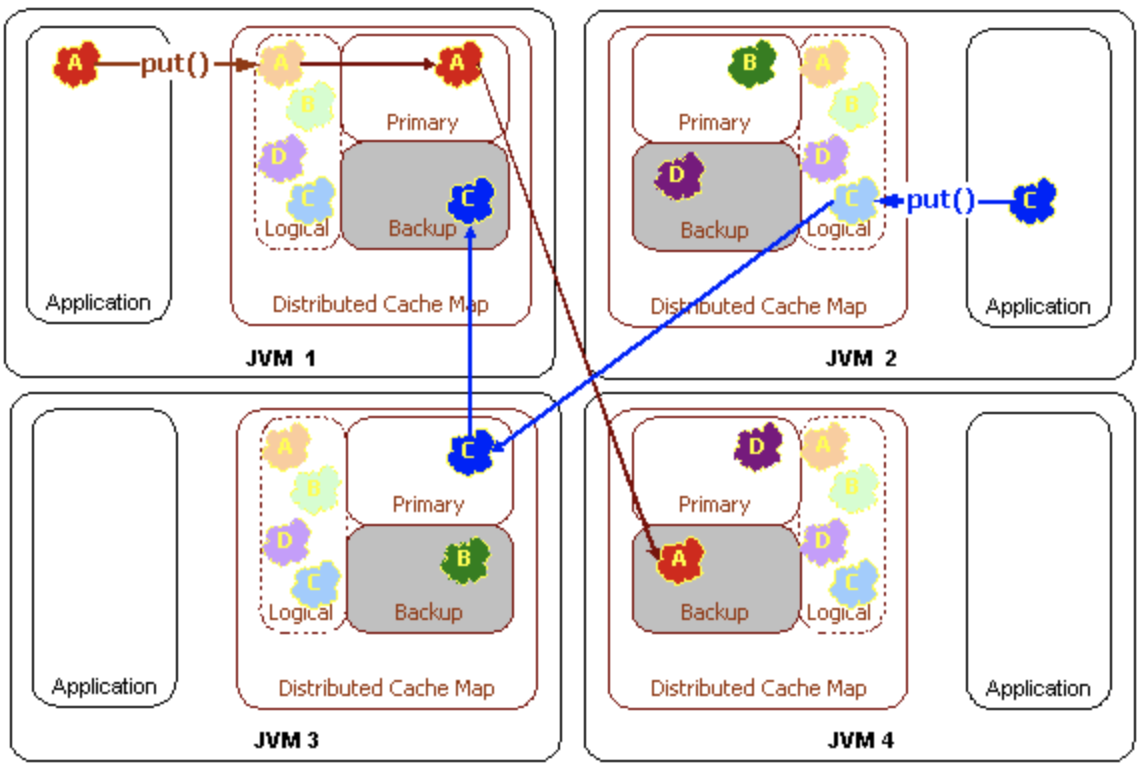 A put() A A
B
Primary
D
C C
Logical Backup
Application Distributed Cache Map
JVM 1
B A
B
Primary
D D
C put() C
Backup Logical
Distributed Cache Map Application
JVM 2
A C
B
Primary
D B
C
Logical Backup
Application Distributed Cache Map
JVM 3
D A
B
Primary
A D
C
Backup Logical
Distributed Cache Map Application
JVM 4